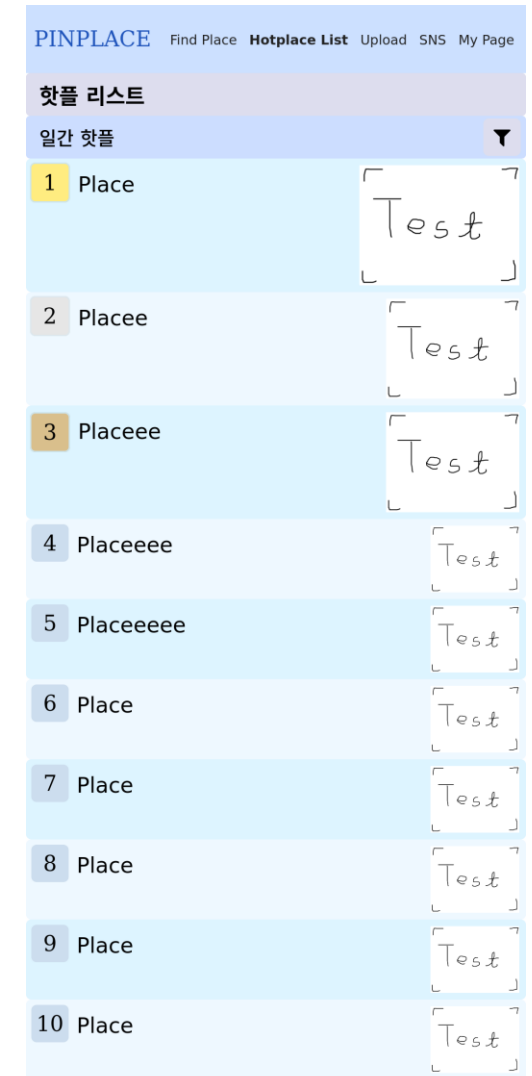 PINPLACE Find Place Hotplace List Upload SNS My Page
핫플 리스트
일간 핫플
1 Place Test
2 Placee Test
3 Placeee Test
4 Placeeee Test
5 Placeeeee Test
6 Place Test
7 Place Test
8 Place Test
9 Place Test
10 Place Test